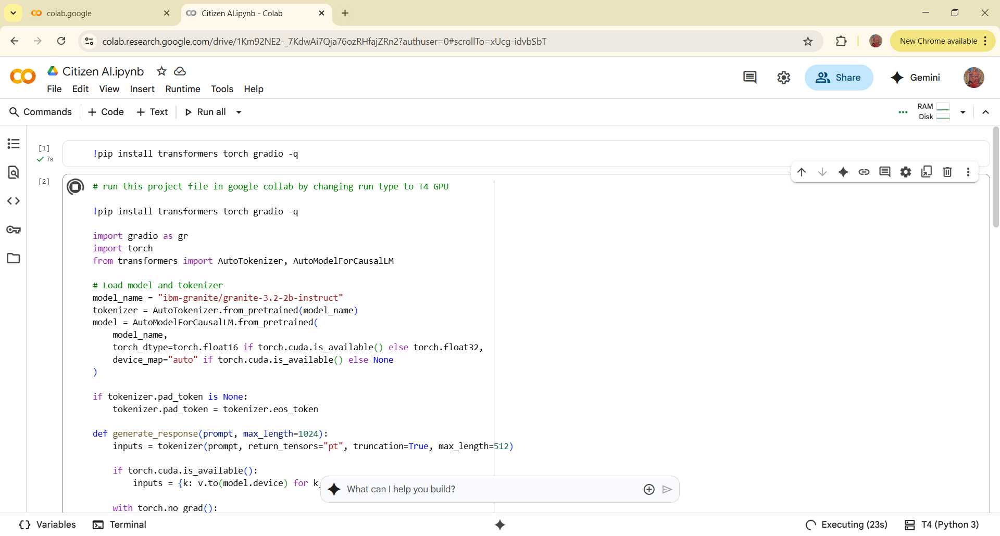 colab.google
Citizen AI.ipynb - Colab
colab.research.google.com/drive/1Km92NE2-_7KdwAi7Qja76ozRHfajZRn2?authuser=0#scrollTo=xUcg-idvbSbT
New Chrome available
Citizen AI.ipynb
File Edit View Insert Runtime Tools Help
Share
Gemini
Commands + Code + Text Run all
RAM
Disk
[1]
7s
!pip install transformers torch gradio -q
[2]
# run this project file in google collab by changing run type to T4 GPU
!pip install transformers torch gradio -q
import gradio as gr
import torch
from transformers import AutoTokenizer, AutoModelForCausalLM
# Load model and tokenizer
model_name = "ibm-granite/granite-3.2-2b-instruct"
tokenizer = AutoTokenizer.from_pretrained(model_name)
model = AutoModelForCausalLM.from_pretrained(
    model_name,
    torch_dtype=torch.float16 if torch.cuda.is_available() else torch.float32,
    device_map="auto" if torch.cuda.is_available() else None
)
if tokenizer.pad_token is None:
    tokenizer.pad_token = tokenizer.eos_token
def generate_response(prompt, max_length=1024):
    inputs = tokenizer(prompt, return_tensors="pt", truncation=True, max_length=512)
    if torch.cuda.is_available():
        inputs = {k: v.to(model.device) for k,
What can I help you build?
    with torch.no_grad():
{} Variables
Terminal
Executing (23s)
T4 (Python 3)